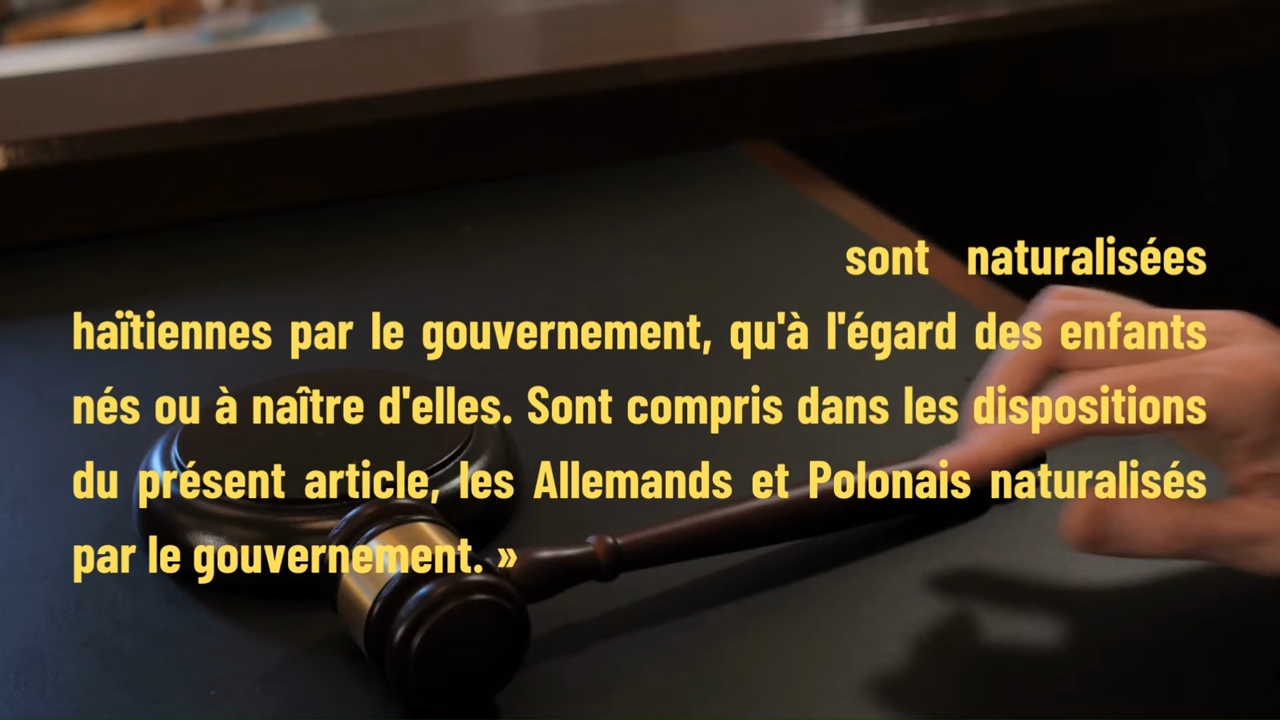 sont naturalisées
haïtiennes par le gouvernement, qu'à l'égard des enfants
nés ou à naître d'elles. Sont compris dans les dispositions
du présent article, les Allemands et Polonais naturalisés
par le gouvernement. »